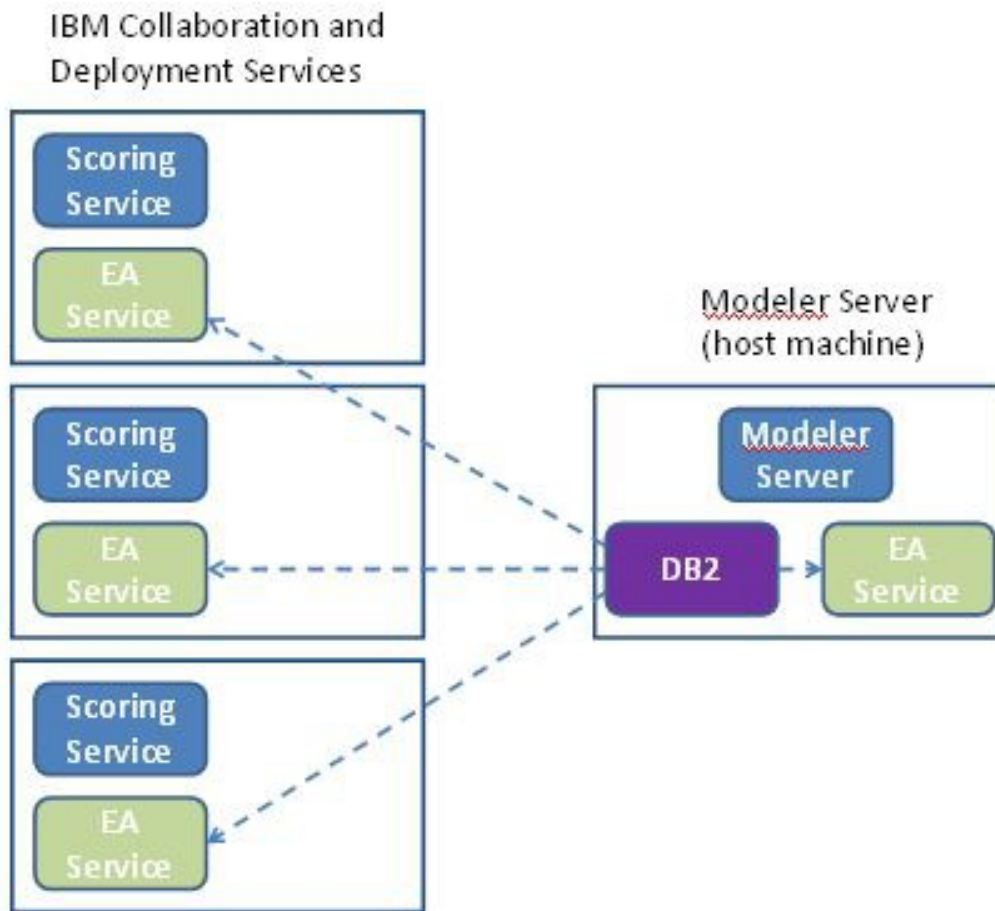 IBM Collaboration and
Deployment Services
Scoring
Service
EA
Service
Scoring
Service
EA
Service
Scoring
Service
EA
Service
Modeler Server
(host machine)
Modeler
Server
DB2
EA
Service